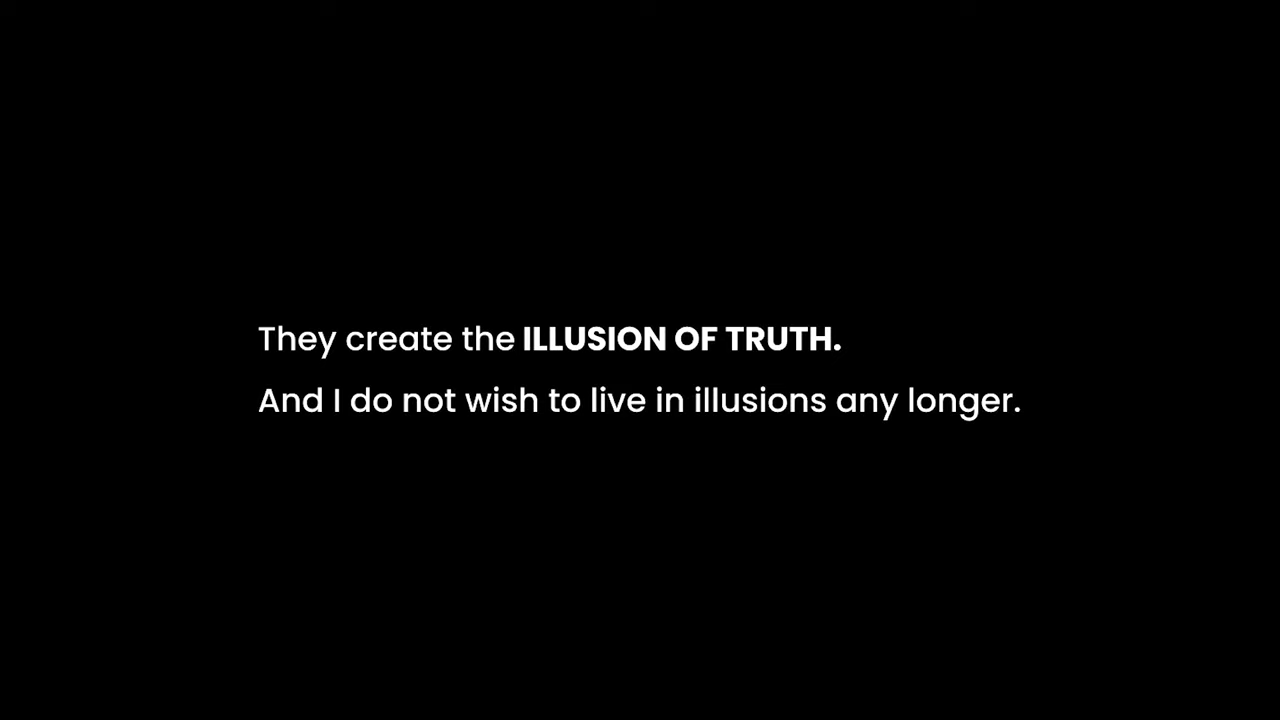 They create the ILLUSION OF TRUTH.
And I do not wish to live in illusions any longer.